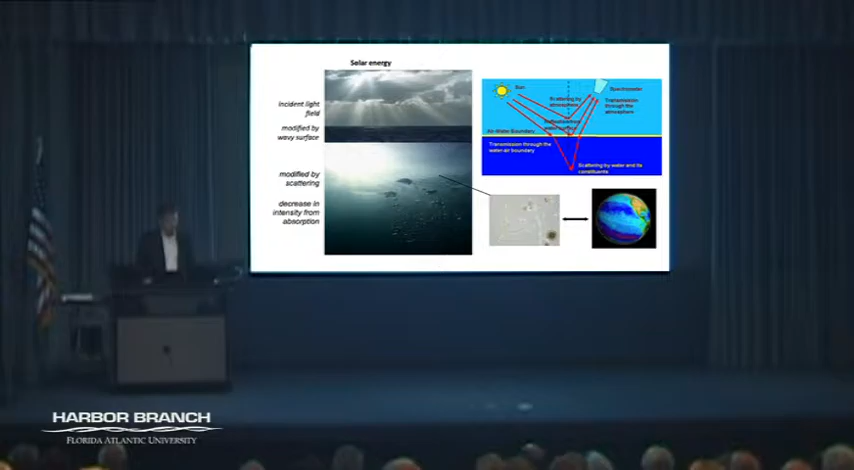 Solar energy
incident light
field
modified by
wavy surface
modified by
scattering
decrease in
intensity from
absorption
Sun
Spectrometer
Scattering by
atmosphere
Transmission
through the
atmosphere
water surface
Air-Water Boundary
Transmission through the
water-air boundary
Scattering by water and its
constituents
HARBOR BRANCH
FLORIDA ATLANTIC UNIVERSITY